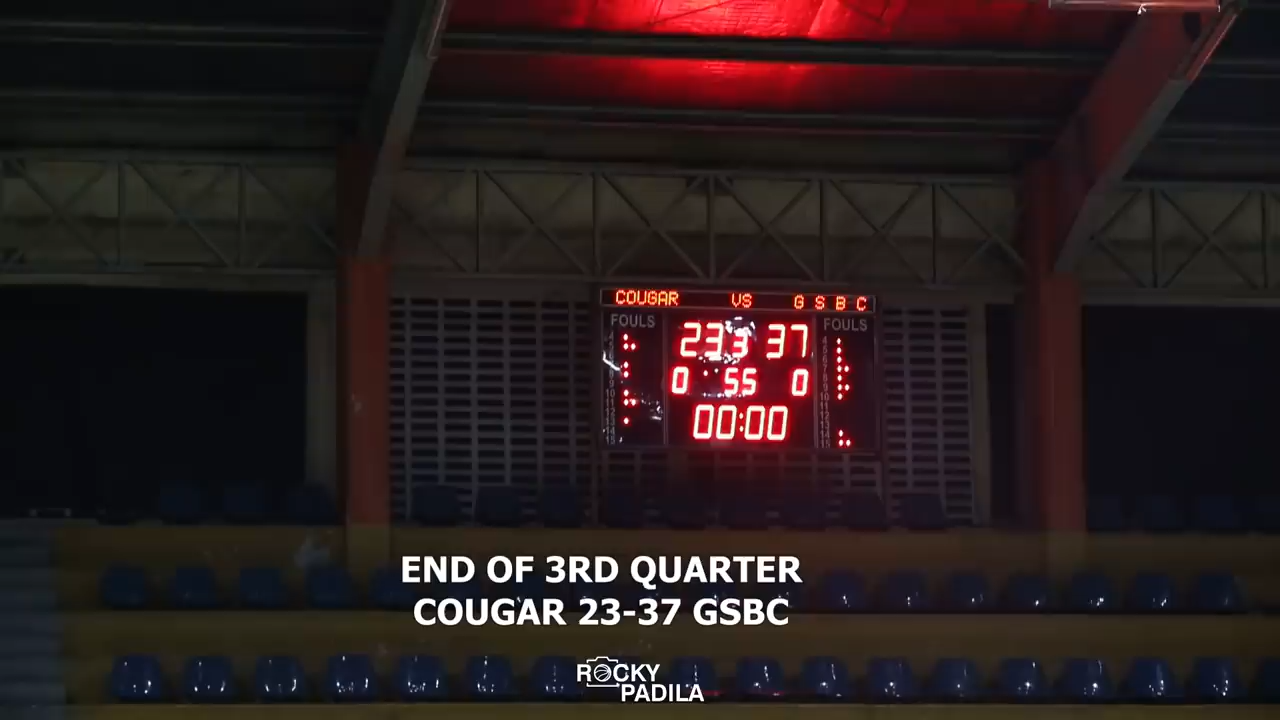 COUGAR VS G S B C
FOULS FOULS
23 3 37
0 55 0
00:00
END OF 3RD QUARTER
COUGAR 23-37 GSBC
ROCKY
PADILA